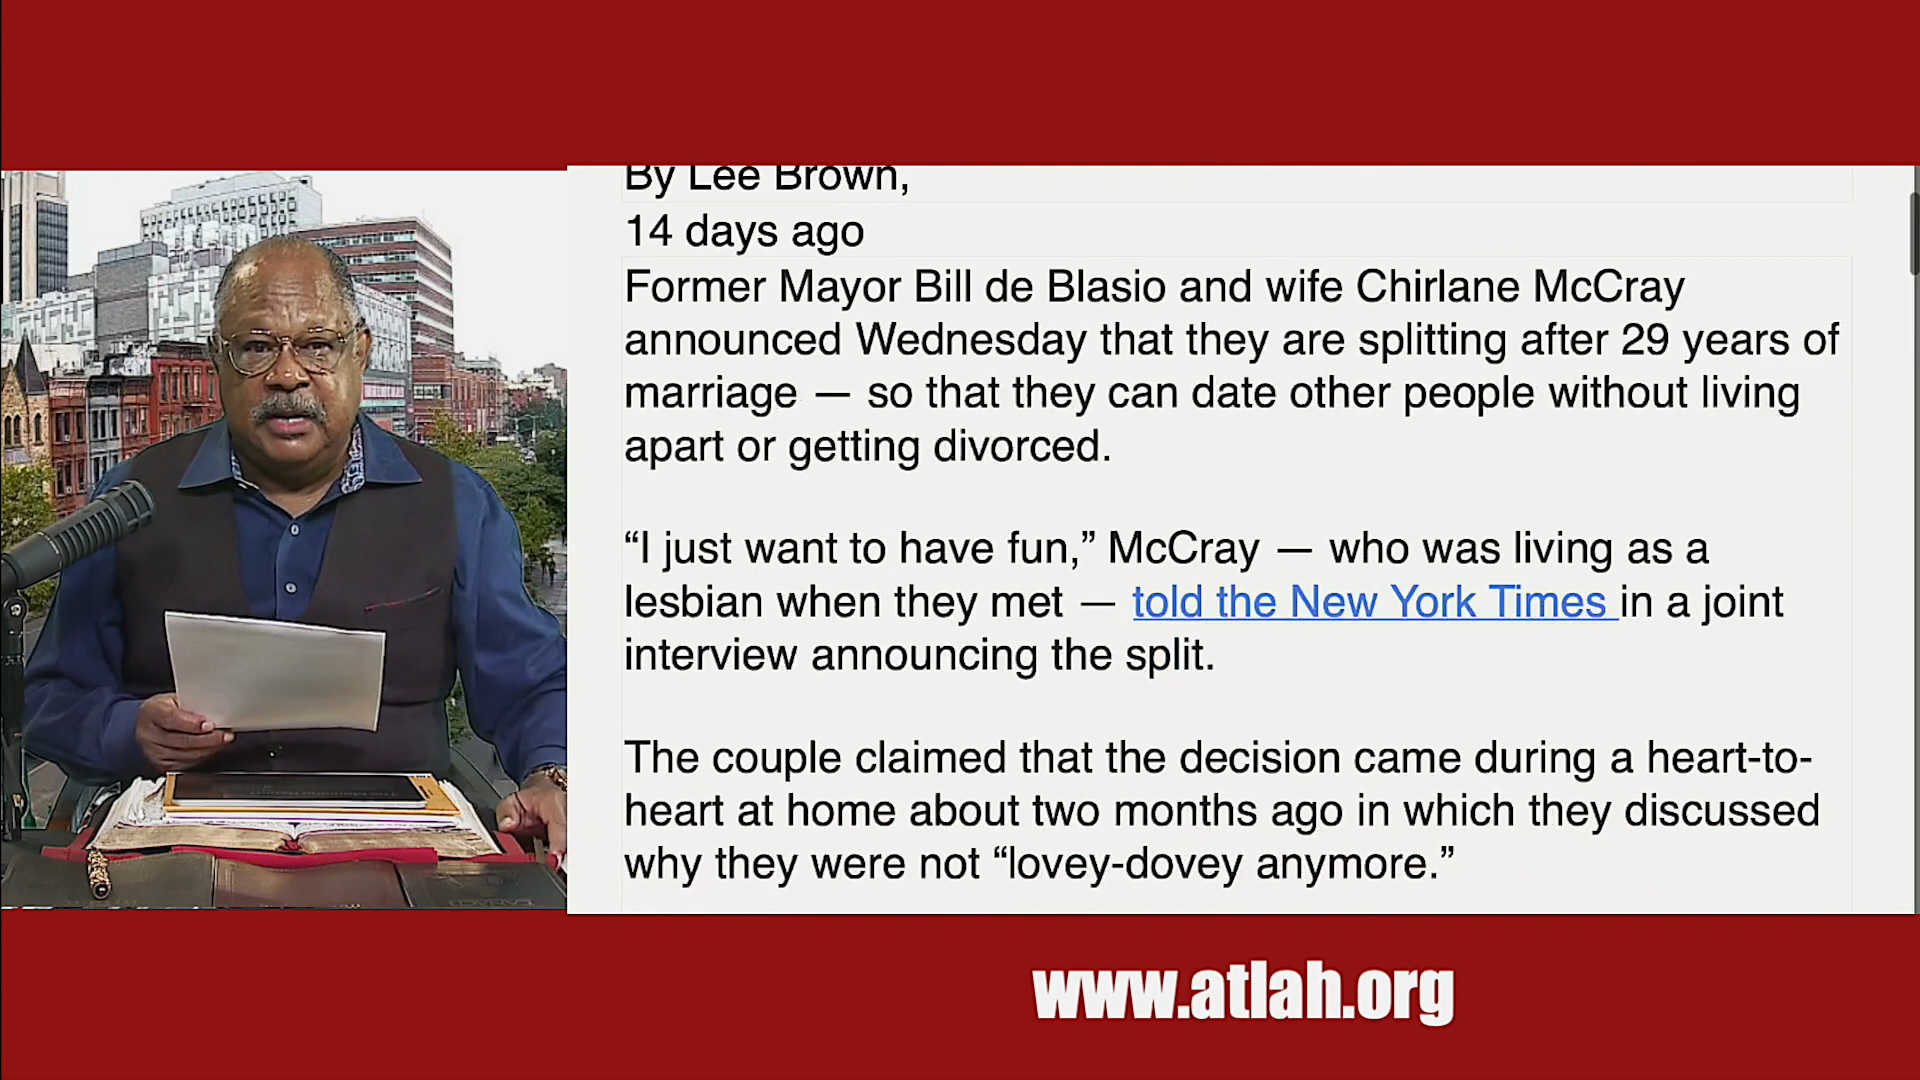 By Lee Brown,
14 days ago
Former Mayor Bill de Blasio and wife Chirlane McCray
announced Wednesday that they are splitting after 29 years of
marriage — so that they can date other people without living
apart or getting divorced.
“I just want to have fun,” McCray — who was living as a
lesbian when they met — told the New York Times in a joint
interview announcing the split.
The couple claimed that the decision came during a heart-to-
heart at home about two months ago in which they discussed
why they were not “lovey-dovey anymore.”
www.atlah.org